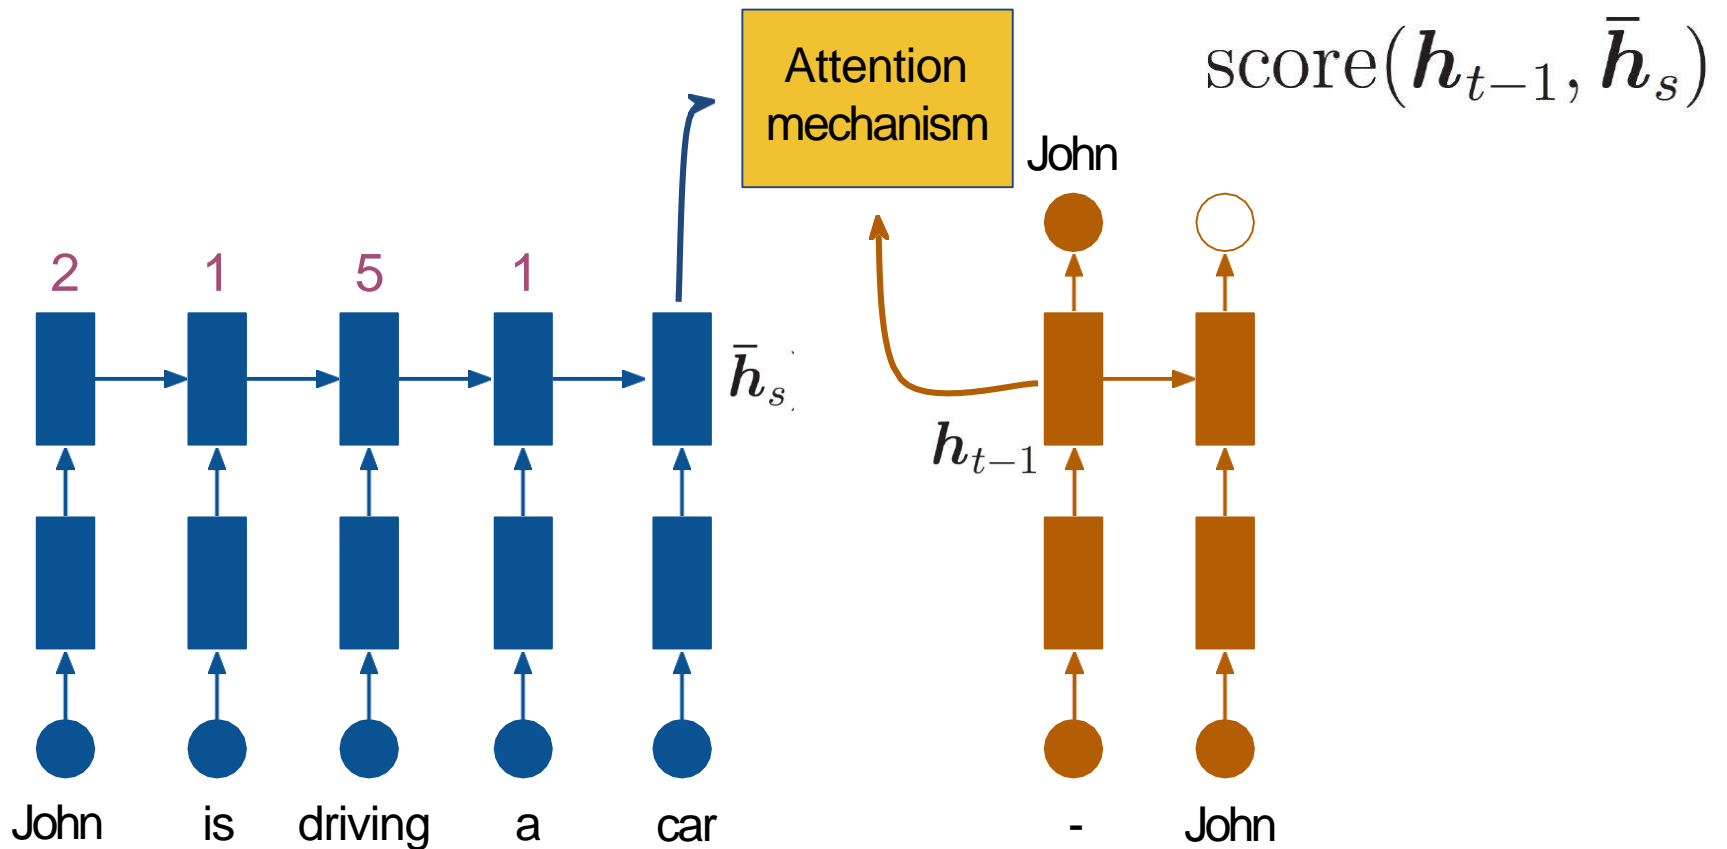 Attention
mechanism
score(h_{t−1}, h̄_s)
John
2 1 5 1
h̄_s
h_{t−1}
John is driving a car - John